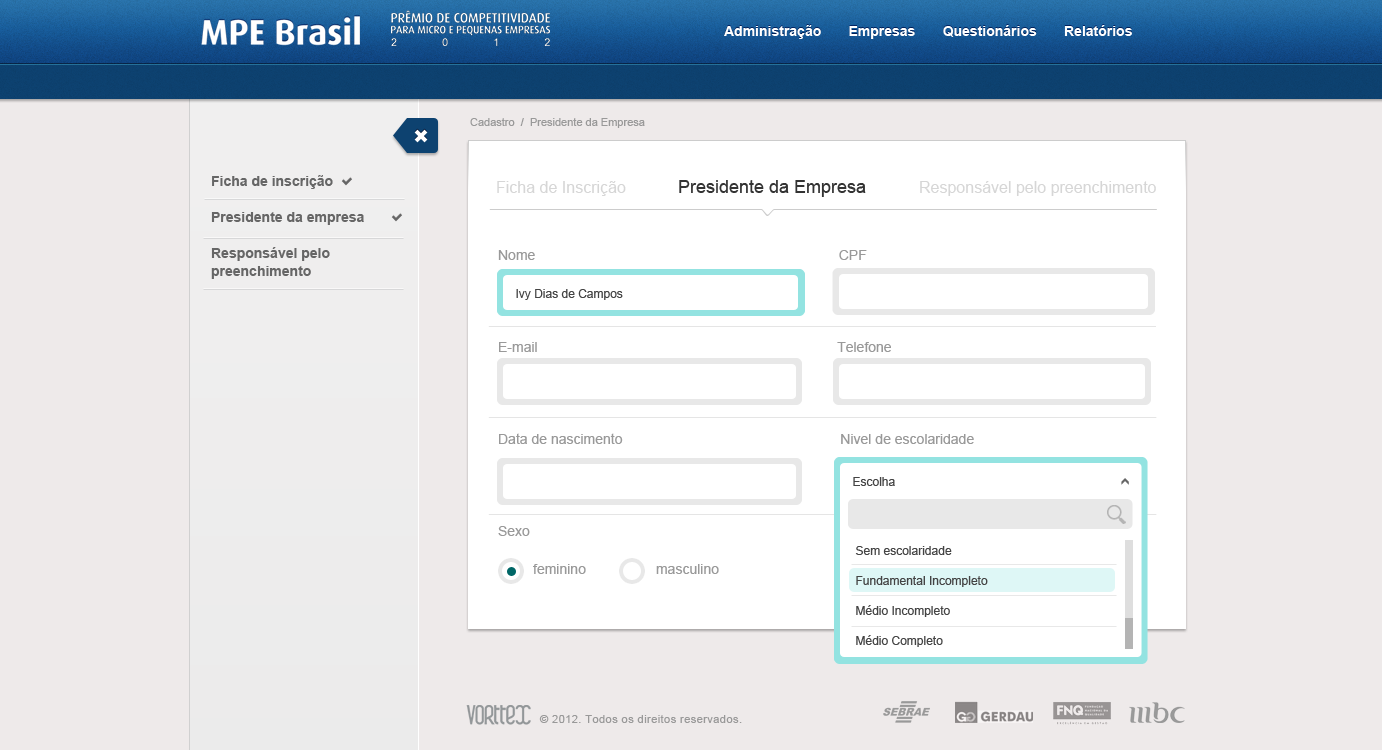 MPE Brasil
PRÊMIO DE COMPETITIVIDADE
PARA MICRO E PEQUENAS EMPRESAS
2 0 1 2
Administração Empresas Questionários Relatórios
Cadastro / Presidente da Empresa
Ficha de inscrição
Presidente da empresa
Responsável pelo
preenchimento
Ficha de Inscrição Presidente da Empresa Responsável pelo preenchimento
Nome CPF
Ivy Dias de Campos
E-mail Telefone
Data de nascimento Nivel de escolaridade
Escolha
Sexo
feminino masculino
Sem escolaridade
Fundamental Incompleto
Médio Incompleto
Médio Completo
VORTTEX © 2012. Todos os direitos reservados.
SEBRAE
GG GERDAU
FNQ
mbc